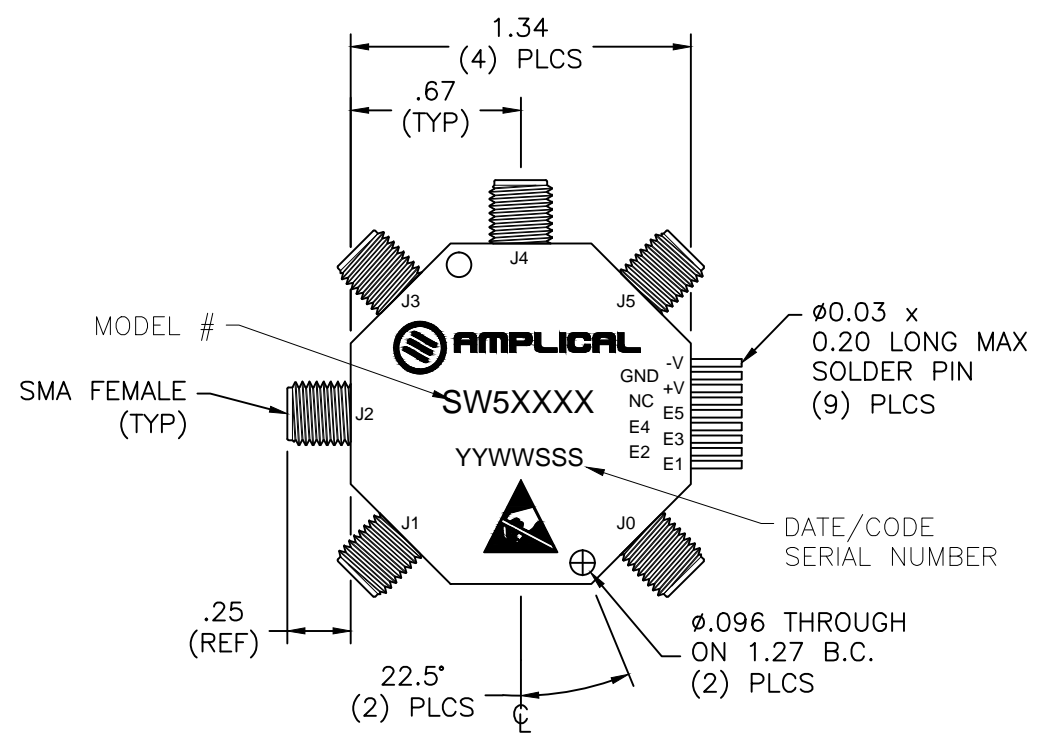 1.34
(4) PLCS
.67
(TYP)
J4
J3
J5
MODEL #
AMPLICAL
ø0.03 x
0.20 LONG MAX
SOLDER PIN
(9) PLCS
-V
GND
+V
SMA FEMALE
(TYP)
J2
SW5XXXX
NC
E5
E4
E3
E2
E1
YYWWSSS
J1
J0
DATE/CODE
SERIAL NUMBER
.25
(REF)
ø.096 THROUGH
ON 1.27 B.C.
(2) PLCS
22.5°
(2) PLCS
℄